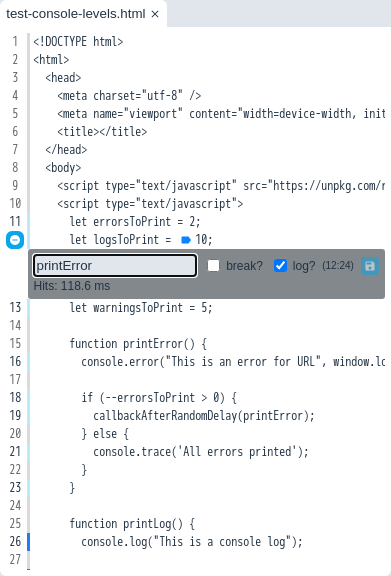 test-console-levels.html ×
1 <!DOCTYPE html>
2 <html>
3 <head>
4 <meta charset="utf-8" />
5 <meta name="viewport" content="width=device-width, init
6 <title></title>
7 </head>
8 <body>
9 <script type="text/javascript" src="https://unpkg.com/r
10 <script type="text/javascript">
11 let errorsToPrint = 2;
let logsToPrint = 10;
printError break? log? (12:24)
Hits: 118.6 ms
13 let warningsToPrint = 5;
14
15 function printError() {
16 console.error("This is an error for URL", window.lo
17
18 if (--errorsToPrint > 0) {
19 callbackAfterRandomDelay(printError);
20 } else {
21 console.trace('All errors printed');
22 }
23 }
24
25 function printLog() {
26 console.log("This is a console log");
27